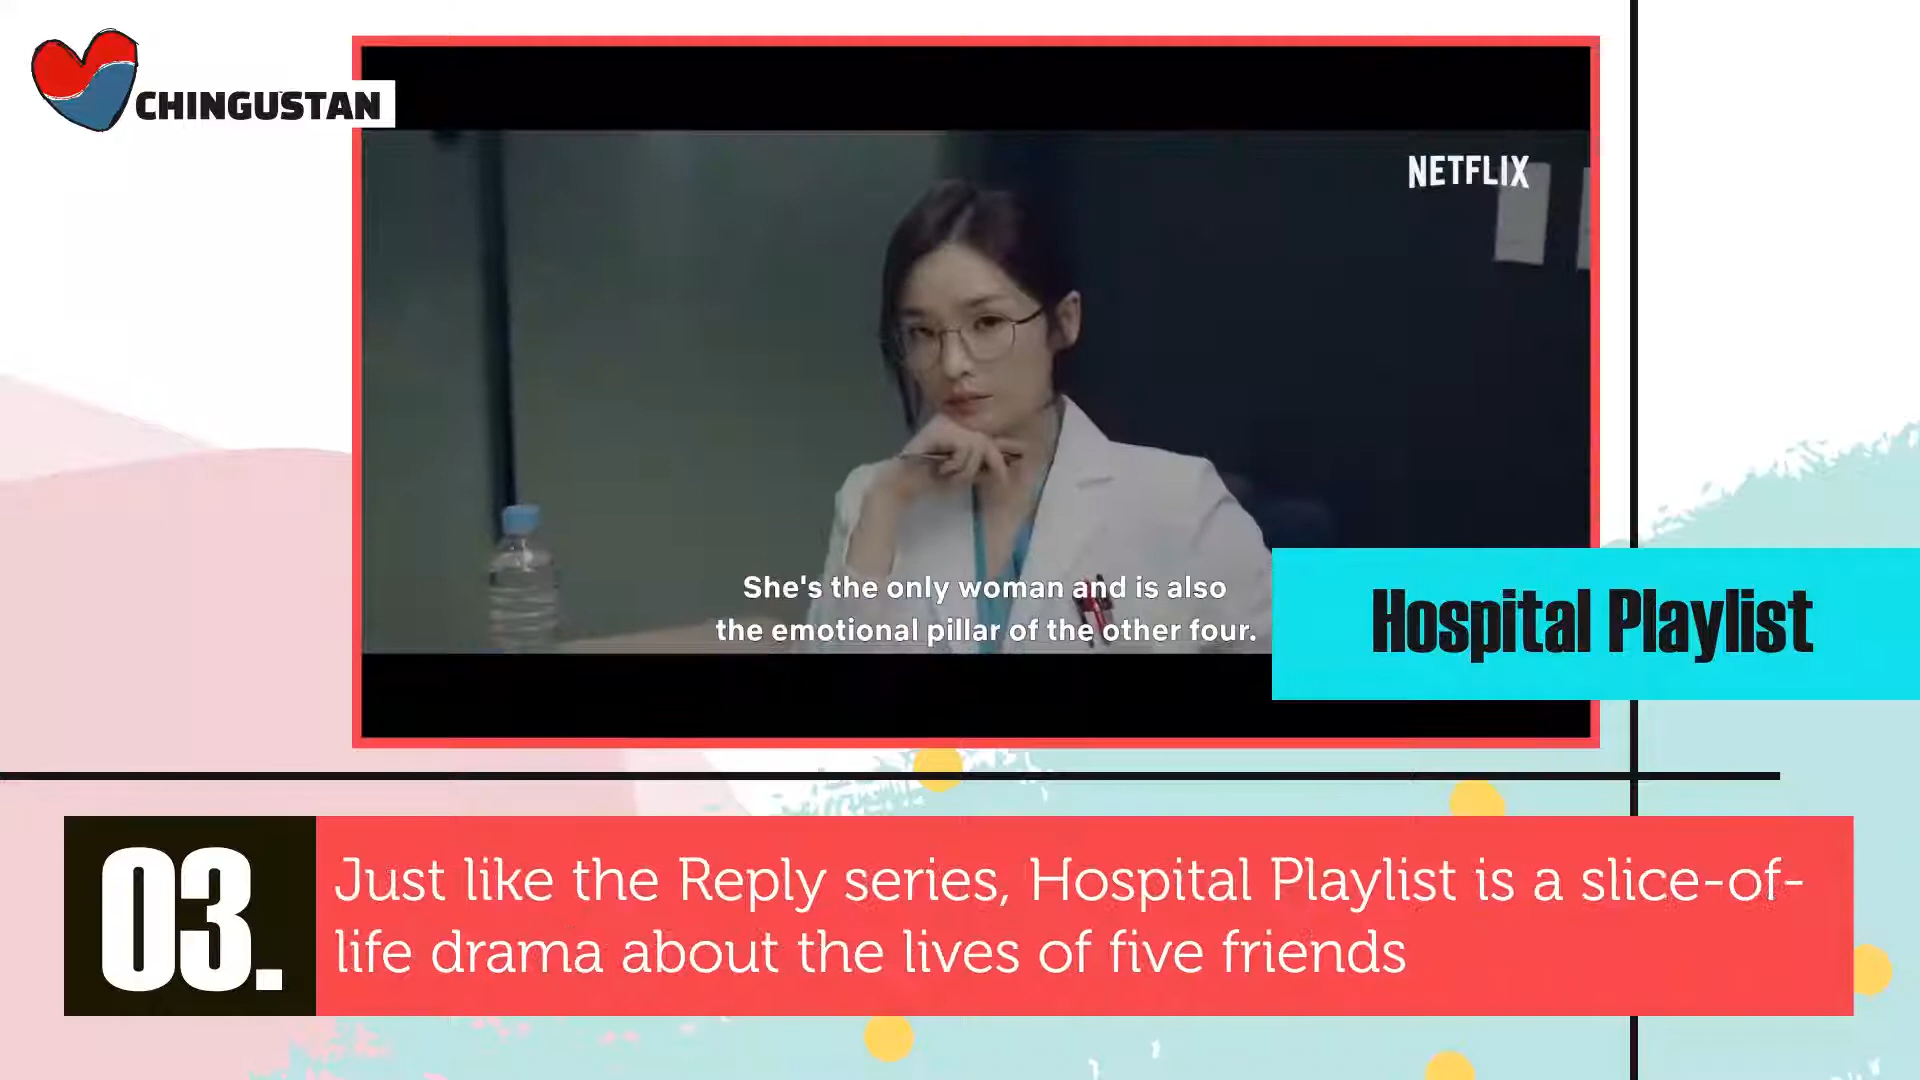 CHINGUSTAN
NETFLIX
She's the only woman and is also
the emotional pillar of the other four.
Hospital Playlist
03.
Just like the Reply series, Hospital Playlist is a slice-of-
life drama about the lives of five friends